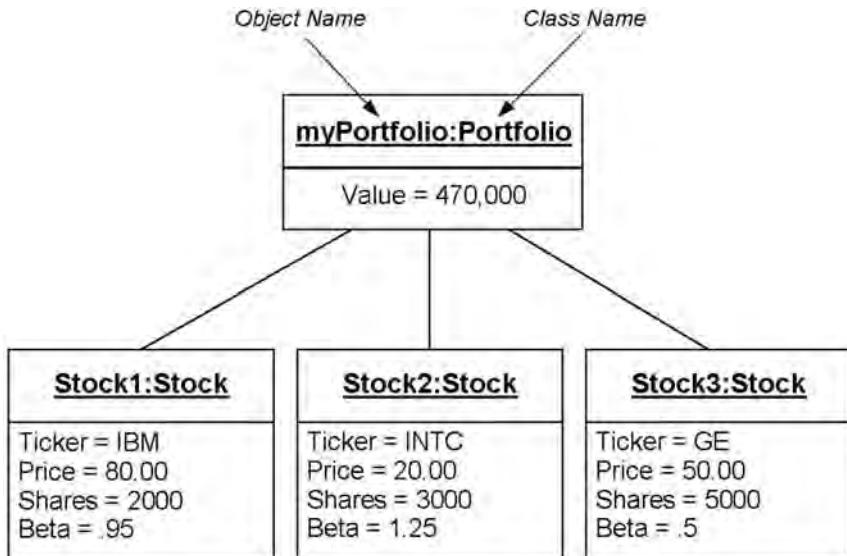 Object Name
Class Name
myPortfolio:Portfolio
Value = 470,000
Stock1:Stock
Ticker = IBM
Price = 80.00
Shares = 2000
Beta = .95
Stock2:Stock
Ticker = INTC
Price = 20.00
Shares = 3000
Beta = 1.25
Stock3:Stock
Ticker = GE
Price = 50.00
Shares = 5000
Beta = .5